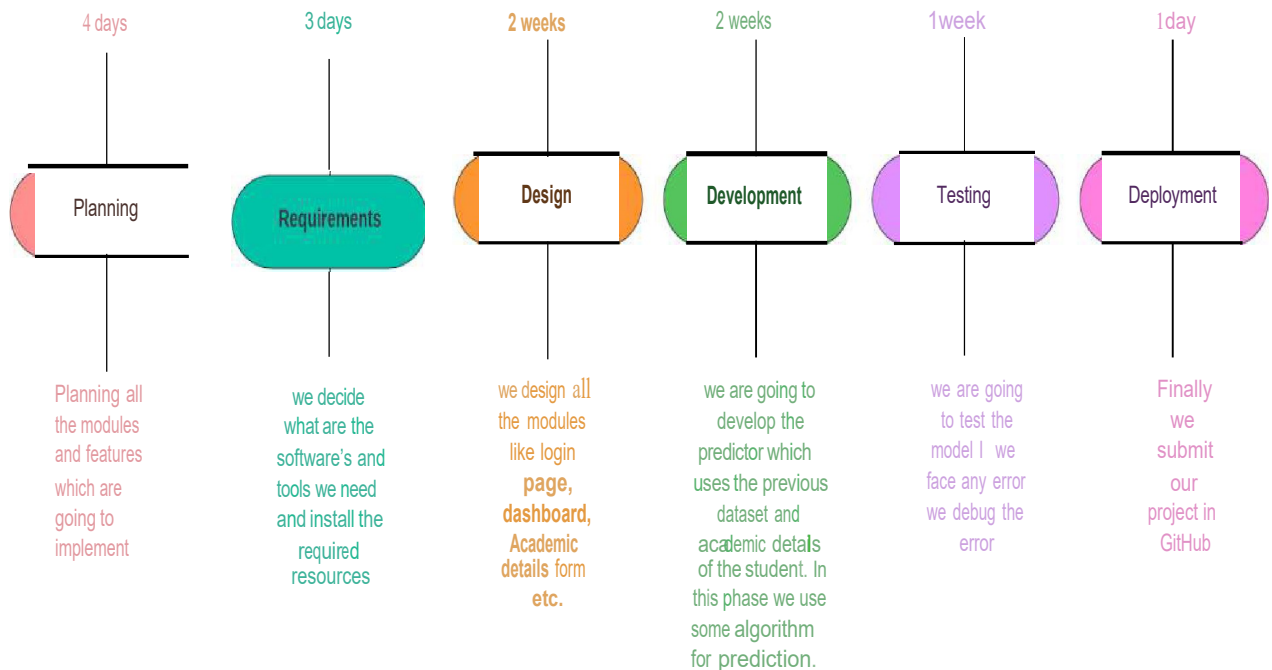 4 days
Planning
Planning all
the modules
and features
which are
going to
implement
3 days
Requirements
we decide
what are the
software's and
tools we need
and install the
required
resources
2 weeks
Design
we design all
the modules
like login
page,
dashboard,
Academic
details form
etc.
2 weeks
Development
we are going to
develop the
predictor which
uses the previous
dataset and
academic details
of the student. In
this phase we use
some algorithm
for prediction.
1week
Testing
we are going
to test the
model I we
face any error
we debug the
error
1day
Deployment
Finally
we
submit
our
project in
GitHub